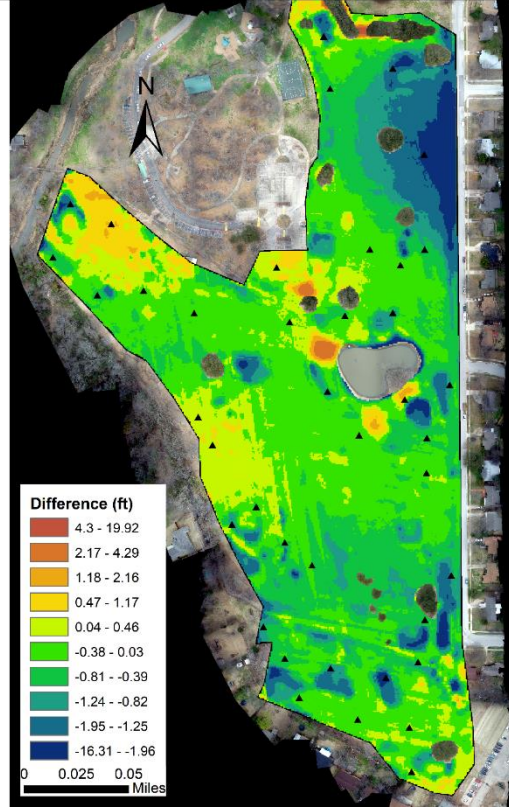 N
Difference (ft)
4.3 - 19.92
2.17 - 4.29
1.18 - 2.16
0.47 - 1.17
0.04 - 0.46
-0.38 - 0.03
-0.81 - -0.39
-1.24 - -0.82
-1.95 - -1.25
-16.31 - -1.96
0 0.025 0.05
Miles